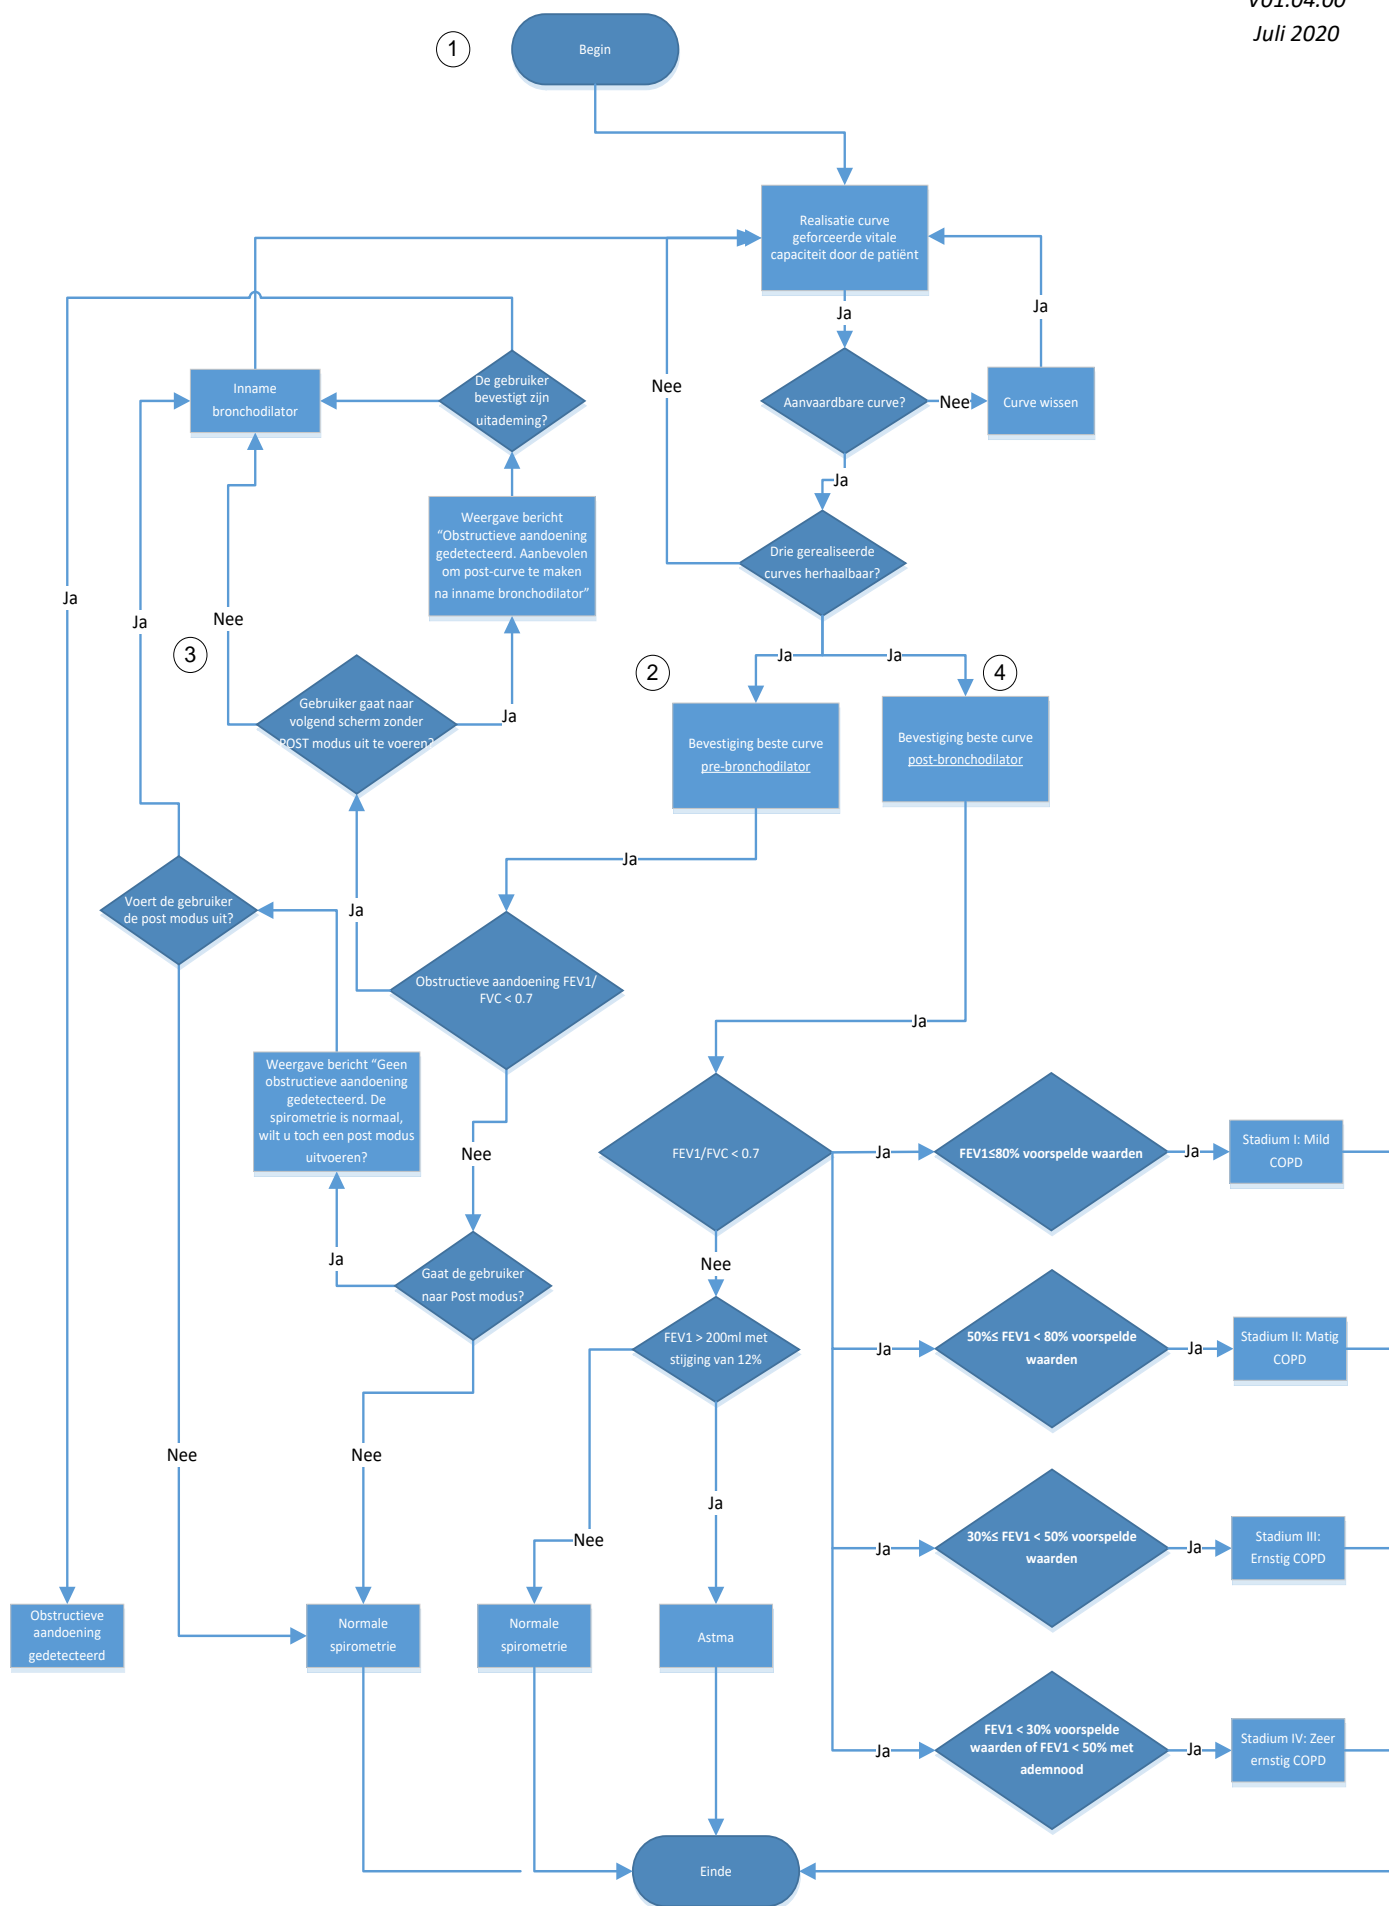 V01.04.00
Juli 2020
1
Begin
Realisatie curve
geforceerde vitale
capaciteit door de patiënt
Ja
Ja
Nee
Aanvaardbare curve?
Nee
Curve wissen
Ja
Drie gerealiseerde
curves herhaalbaar?
Inname
bronchodilator
De gebruiker
bevestigt zijn
uitademing?
Weergave bericht
“Obstructieve aandoening
gedetecteerd. Aanbevolen
om post-curve te maken
na inname bronchodilator”
Ja
Ja
Nee
3
Gebruiker gaat naar
volgend scherm zonder
POST modus uit te voeren?
Ja
Ja
Ja
2
4
Bevestiging beste curve
pre-bronchodilator
Bevestiging beste curve
post-bronchodilator
Ja
Voert de gebruiker
de post modus uit?
Ja
Obstructieve aandoening FEV1/
FVC < 0.7
Ja
Weergave bericht “Geen
obstructieve aandoening
gedetecteerd. De
spirometrie is normaal,
wilt u toch een post modus
uitvoeren?
Nee
FEV1/FVC < 0.7
Ja
FEV1≤80% voorspelde waarden
Ja
Stadium I: Mild
COPD
Ja
Gaat de gebruiker
naar Post modus?
Nee
FEV1 > 200ml met
stijging van 12%
Ja
50%≤ FEV1 < 80% voorspelde
waarden
Ja
Stadium II: Matig
COPD
Nee
Nee
Ja
Nee
Ja
30%≤ FEV1 < 50% voorspelde
waarden
Ja
Stadium III:
Ernstig COPD
Obstructieve
aandoening
gedetecteerd
Normale
spirometrie
Normale
spirometrie
Astma
Ja
FEV1 < 30% voorspelde
waarden of FEV1 < 50% met
ademnood
Ja
Stadium IV: Zeer
ernstig COPD
Einde